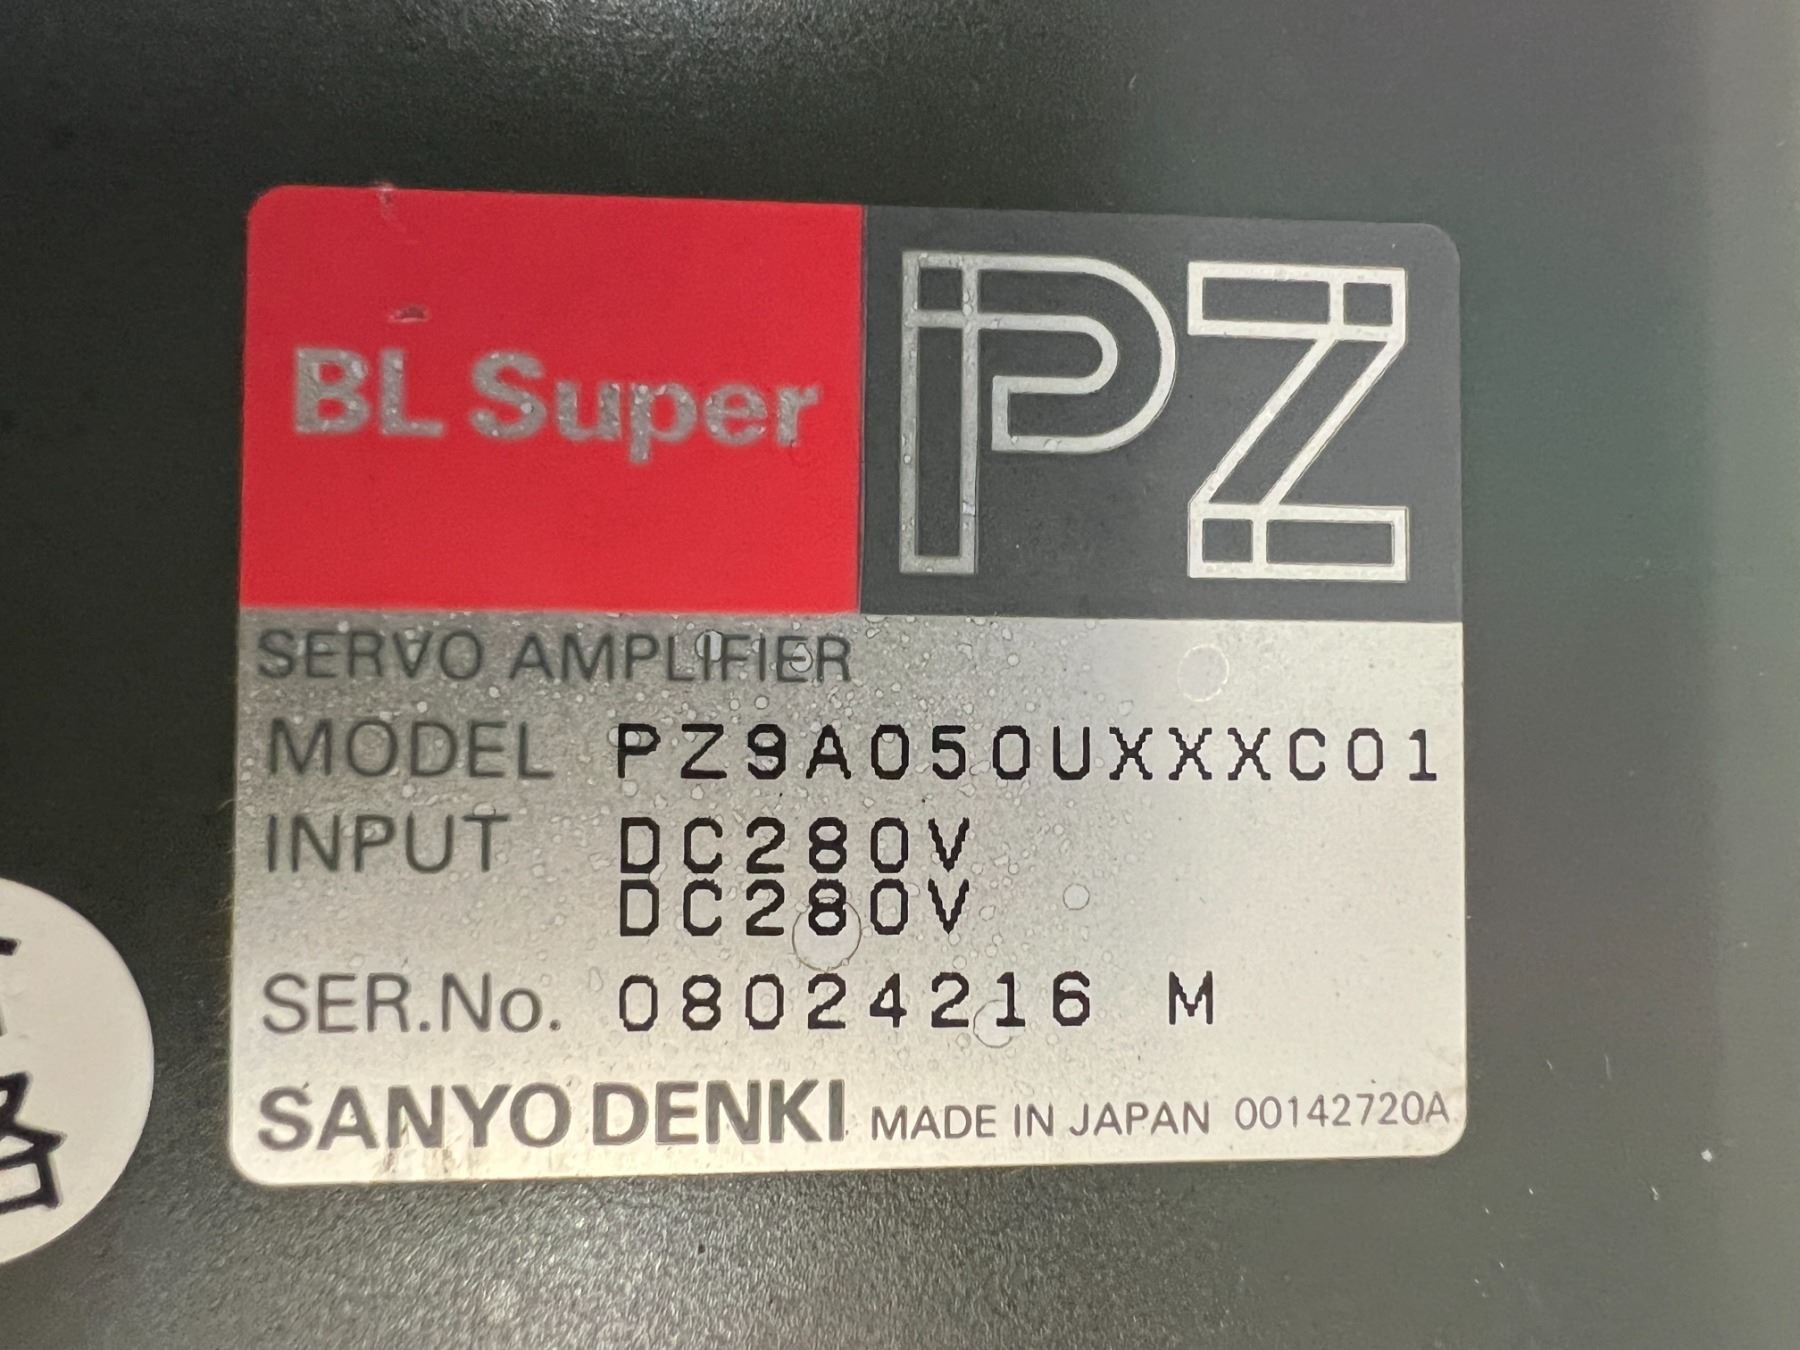 BL Super
PZ
SERVO AMPLIFIER
MODEL PZ9A050UXXXC01
INPUT DC280V
DC280V
SER.No. 08024216 M
SANYO DENKI MADE IN JAPAN 00142720A